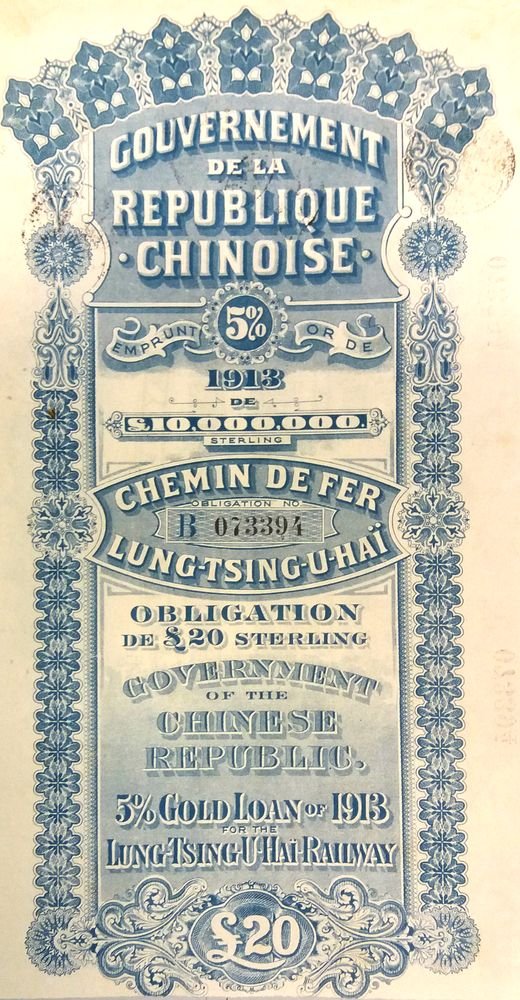 GOUVERNEMENT
DE LA
REPUBLIQUE
·CHINOISE·
EMPRUNT 5% OR DE
1913
DE
£10,000,000.
STERLING
CHEMIN DE FER
OBLIGATION NO
B 073394
LUNG-TSING-U-HAÏ
OBLIGATION
DE £20 STERLING
GOVERNMENT
OF THE
CHINESE
REPUBLIC.
5% GOLD LOAN OF 1913
FOR THE
LUNG-TSING-U-HAÏ-RAILWAY
£20